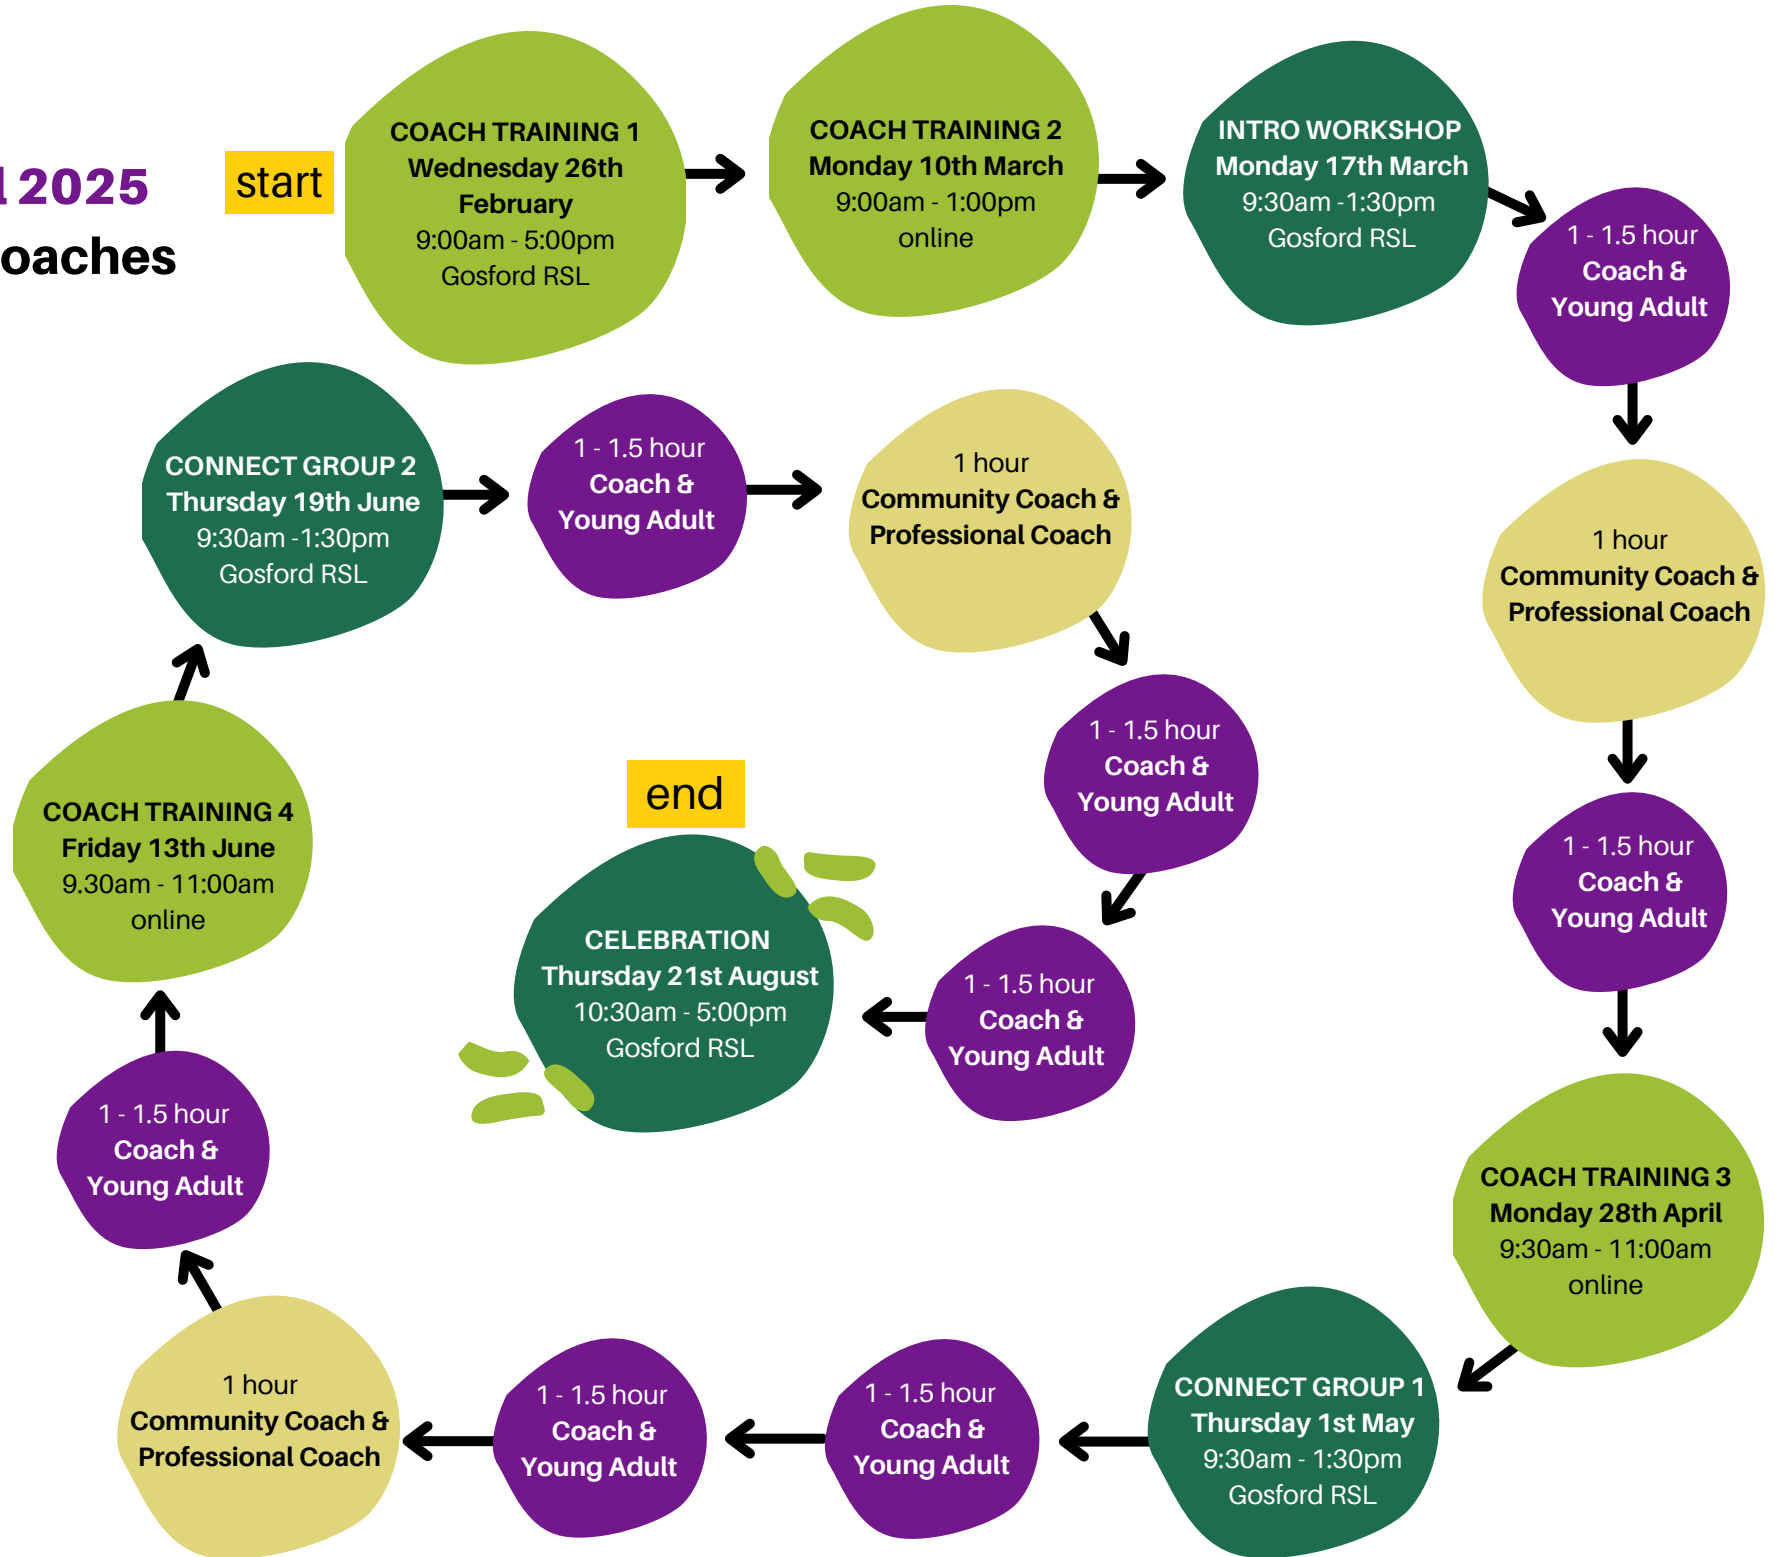 2025
start
COACH TRAINING 1
Wednesday 26th
February
9:00am - 5:00pm
Gosford RSL
COACH TRAINING 2
Monday 10th March
9:00am - 1:00pm
online
INTRO WORKSHOP
Monday 17th March
9:30am -1:30pm
Gosford RSL
1 - 1.5 hour
Coach &
Young Adult
1 hour
Community Coach &
Professional Coach
1 - 1.5 hour
Coach &
Young Adult
COACH TRAINING 3
Monday 28th April
9:30am - 11:00am
online
CONNECT GROUP 1
Thursday 1st May
9:30am - 1:30pm
Gosford RSL
1 - 1.5 hour
Coach &
Young Adult
1 - 1.5 hour
Coach &
Young Adult
1 hour
Community Coach &
Professional Coach
1 - 1.5 hour
Coach &
Young Adult
COACH TRAINING 4
Friday 13th June
9.30am - 11:00am
online
CONNECT GROUP 2
Thursday 19th June
9:30am -1:30pm
Gosford RSL
1 - 1.5 hour
Coach &
Young Adult
1 hour
Community Coach &
Professional Coach
1 - 1.5 hour
Coach &
Young Adult
1 - 1.5 hour
Coach &
Young Adult
end
CELEBRATION
Thursday 21st August
10:30am - 5:00pm
Gosford RSL